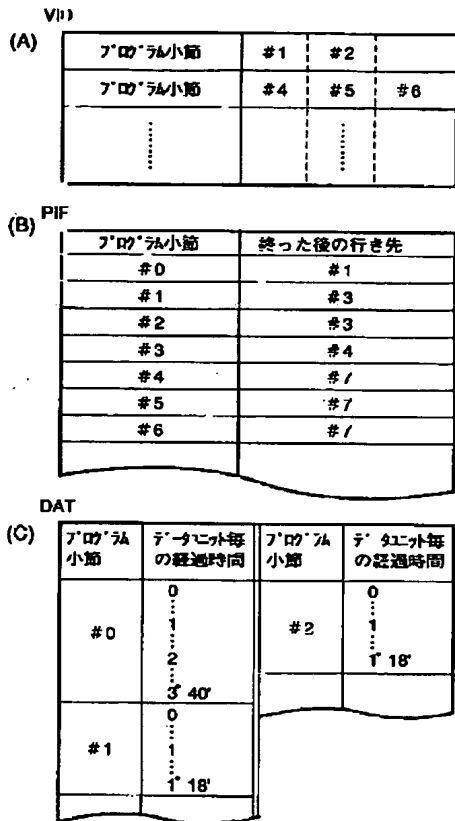 VID
(A)
プログラム小節 #1 #2
プログラム小節 #4 #5 #6
(B) PIF
プログラム小節 終った後の行き先
#0 #1
#1 #3
#2 #3
#3 #4
#4 #7
#5 #7
#6 #7
DAT
(C)
プログラム小節 データユニット毎の経過時間 プログラム小節 データユニット毎の経過時間
#0 0 1 2 3" 40' #2 0 1 1" 18'
#1 0 1 1" 18'